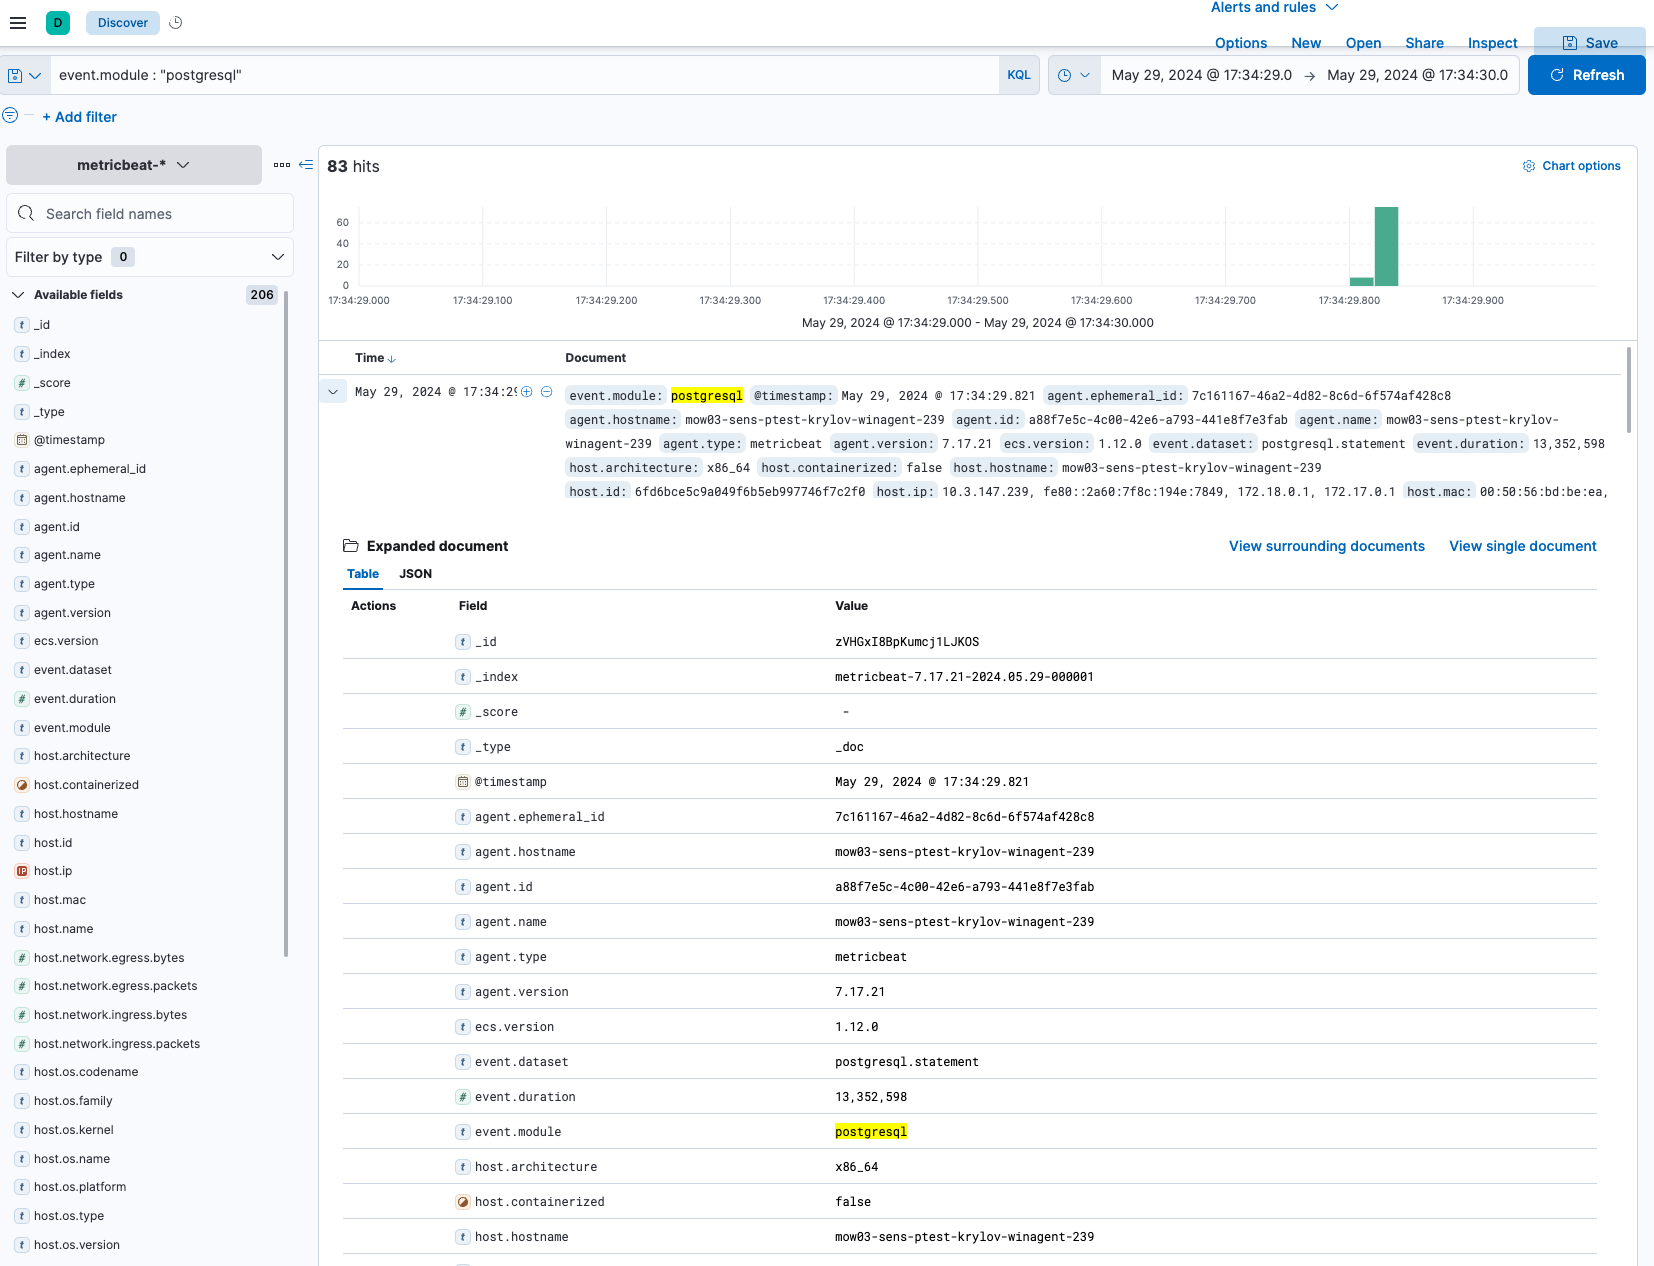 D
Discover
Alerts and rules
Options New Open Share Inspect Save
event.module : "postgresql"
KQL
May 29, 2024 @ 17:34:29.0 → May 29, 2024 @ 17:34:30.0
Refresh
+ Add filter
metricbeat-*
Search field names
Filter by type 0
Available fields 206
t _id
t _index
# _score
t _type
@timestamp
t agent.ephemeral_id
t agent.hostname
t agent.id
t agent.name
t agent.type
t agent.version
t ecs.version
t event.dataset
# event.duration
t event.module
t host.architecture
host.containerized
t host.hostname
t host.id
IP host.ip
t host.mac
t host.name
# host.network.egress.bytes
# host.network.egress.packets
# host.network.ingress.bytes
# host.network.ingress.packets
t host.os.codename
t host.os.family
t host.os.kernel
t host.os.name
t host.os.platform
t host.os.type
t host.os.version
83 hits
Chart options
60
40
20
0
17:34:29.000 17:34:29.100 17:34:29.200 17:34:29.300 17:34:29.400 17:34:29.500 17:34:29.600 17:34:29.700 17:34:29.800 17:34:29.900
May 29, 2024 @ 17:34:29.000 - May 29, 2024 @ 17:34:30.000
Time ↓ Document
May 29, 2024 @ 17:34:29
event.module: postgresql @timestamp: May 29, 2024 @ 17:34:29.821 agent.ephemeral_id: 7c161167-46a2-4d82-8c6d-6f574af428c8
agent.hostname: mow03-sens-ptest-krylov-winagent-239 agent.id: a88f7e5c-4c00-42e6-a793-441e8f7e3fab agent.name: mow03-sens-ptest-krylov-
winagent-239 agent.type: metricbeat agent.version: 7.17.21 ecs.version: 1.12.0 event.dataset: postgresql.statement event.duration: 13,352,598
host.architecture: x86_64 host.containerized: false host.hostname: mow03-sens-ptest-krylov-winagent-239
host.id: 6fd6bce5c9a049f6b5eb997746f7c2f0 host.ip: 10.3.147.239, fe80::2a60:7f8c:194e:7849, 172.18.0.1, 172.17.0.1 host.mac: 00:50:56:bd:be:ea,
Expanded document
View surrounding documents View single document
Table JSON
Actions Field Value
t _id zVHGxI8BpKumcj1LJKOS
t _index metricbeat-7.17.21-2024.05.29-000001
# _score -
t _type _doc
@timestamp May 29, 2024 @ 17:34:29.821
t agent.ephemeral_id 7c161167-46a2-4d82-8c6d-6f574af428c8
t agent.hostname mow03-sens-ptest-krylov-winagent-239
t agent.id a88f7e5c-4c00-42e6-a793-441e8f7e3fab
t agent.name mow03-sens-ptest-krylov-winagent-239
t agent.type metricbeat
t agent.version 7.17.21
t ecs.version 1.12.0
t event.dataset postgresql.statement
# event.duration 13,352,598
t event.module postgresql
t host.architecture x86_64
host.containerized false
t host.hostname mow03-sens-ptest-krylov-winagent-239